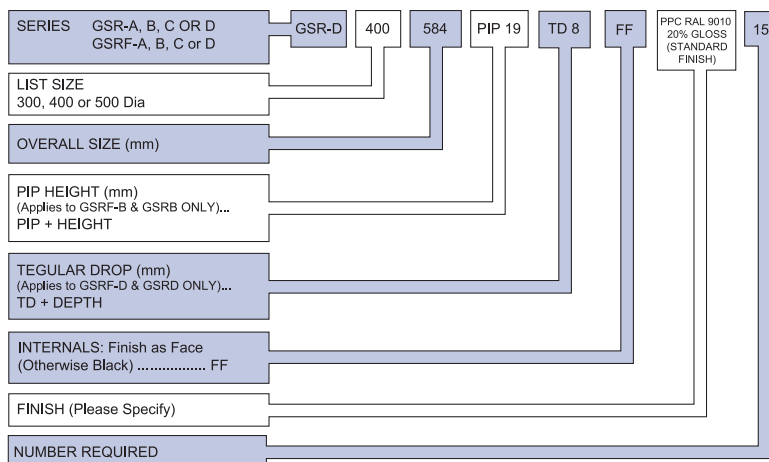 SERIES GSR-A, B, C OR D
GSRF-A, B, C or D
GSR-D
400
584
PIP 19
TD 8
FF
PPC RAL 9010
20% GLOSS
(STANDARD
FINISH)
15
LIST SIZE
300, 400 or 500 Dia
OVERALL SIZE (mm)
PIP HEIGHT (mm)
(Applies to GSRF-B & GSRB ONLY)...
PIP + HEIGHT
TEGULAR DROP (mm)
(Applies to GSRF-D & GSRD ONLY)...
TD + DEPTH
INTERNALS: Finish as Face
(Otherwise Black) ................ FF
FINISH (Please Specify)
NUMBER REQUIRED